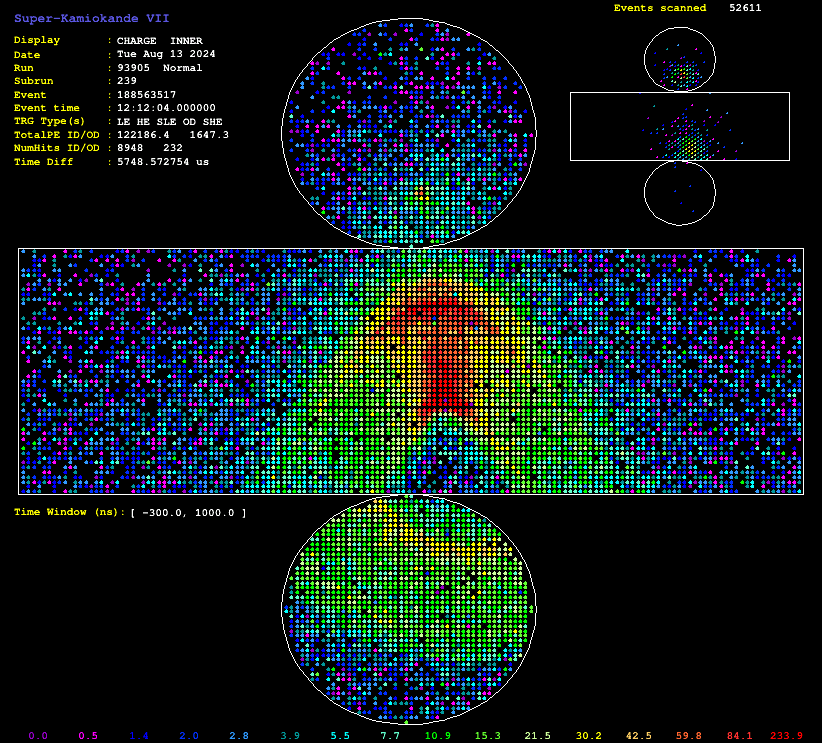 Super-Kamiokande VII
Events scanned 52611
Display : CHARGE INNER
Date : Tue Aug 13 2024
Run : 93905 Normal
Subrun : 239
Event : 188563517
Event time : 12:12:04.000000
TRG Type(s) : LE HE SLE OD SHE
TotalPE ID/OD : 122186.4 1647.3
NumHits ID/OD : 8948 232
Time Diff : 5748.572754 us
Time Window (ns): [ -300.0, 1000.0 ]
0.0 0.5 1.4 2.0 2.8 3.9 5.5 7.7 10.9 15.3 21.5 30.2 42.5 59.8 84.1 233.9